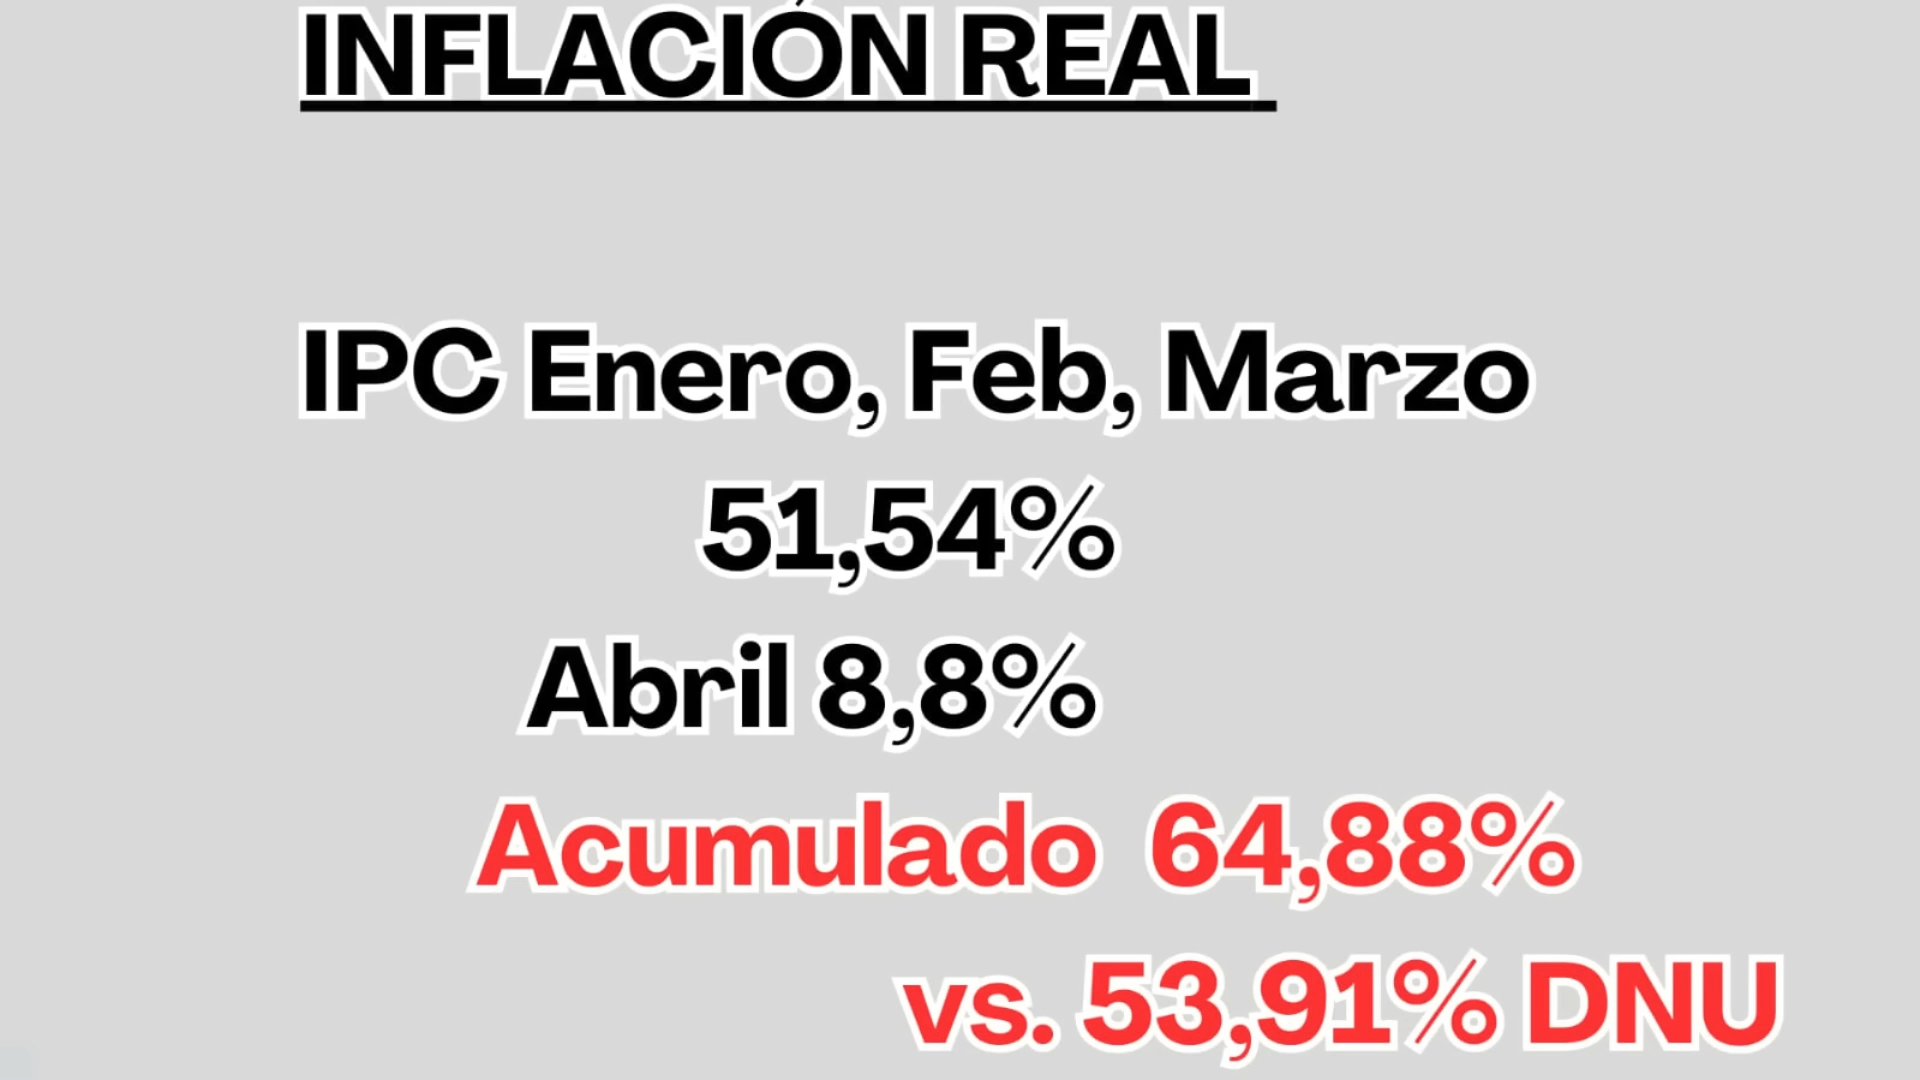 INFLACIÓN REAL
IPC Enero, Feb, Marzo
51,54%
Abril 8,8%
Acumulado 64,88%
vs. 53,91% DNU